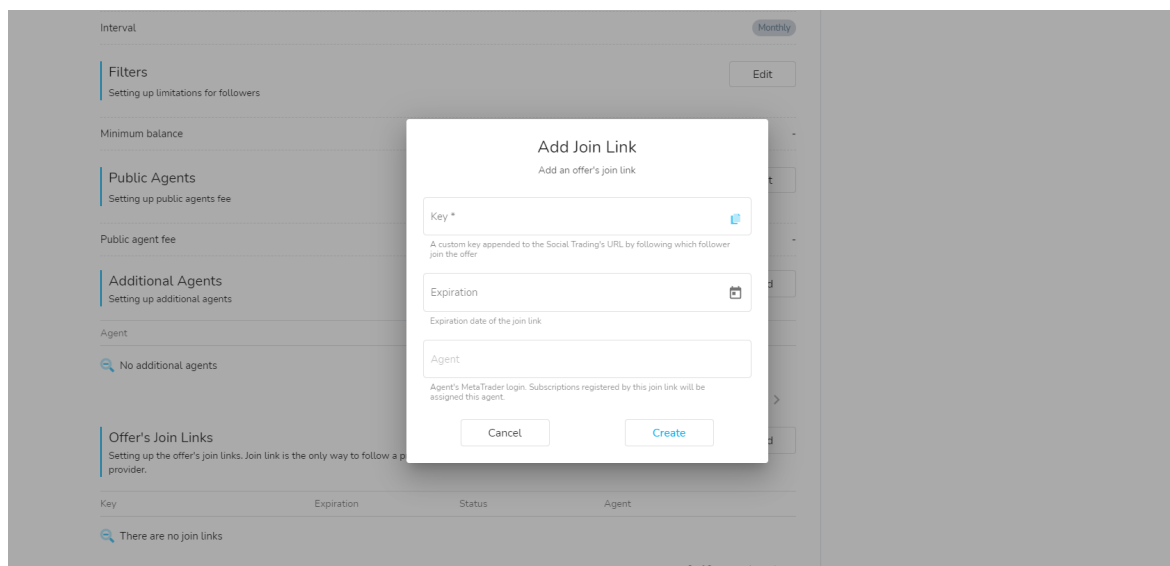 Interval
Monthly
Filters
Edit
Setting up limitations for followers
Minimum balance
-
Public Agents
t
Setting up public agents fee
Public agent fee
-
Additional Agents
d
Setting up additional agents
Agent
No additional agents
Offer's Join Links
d
Setting up the offer's join links. Join link is the only way to follow a p
provider.
Key Expiration Status Agent
There are no join links
Add Join Link
Add an offer's join link
Key *
A custom key appended to the Social Trading's URL by following which follower
join the offer
Expiration
Expiration date of the join link
Agent
Agent's MetaTrader login. Subscriptions registered by this join link will be
assigned this agent.
Cancel Create